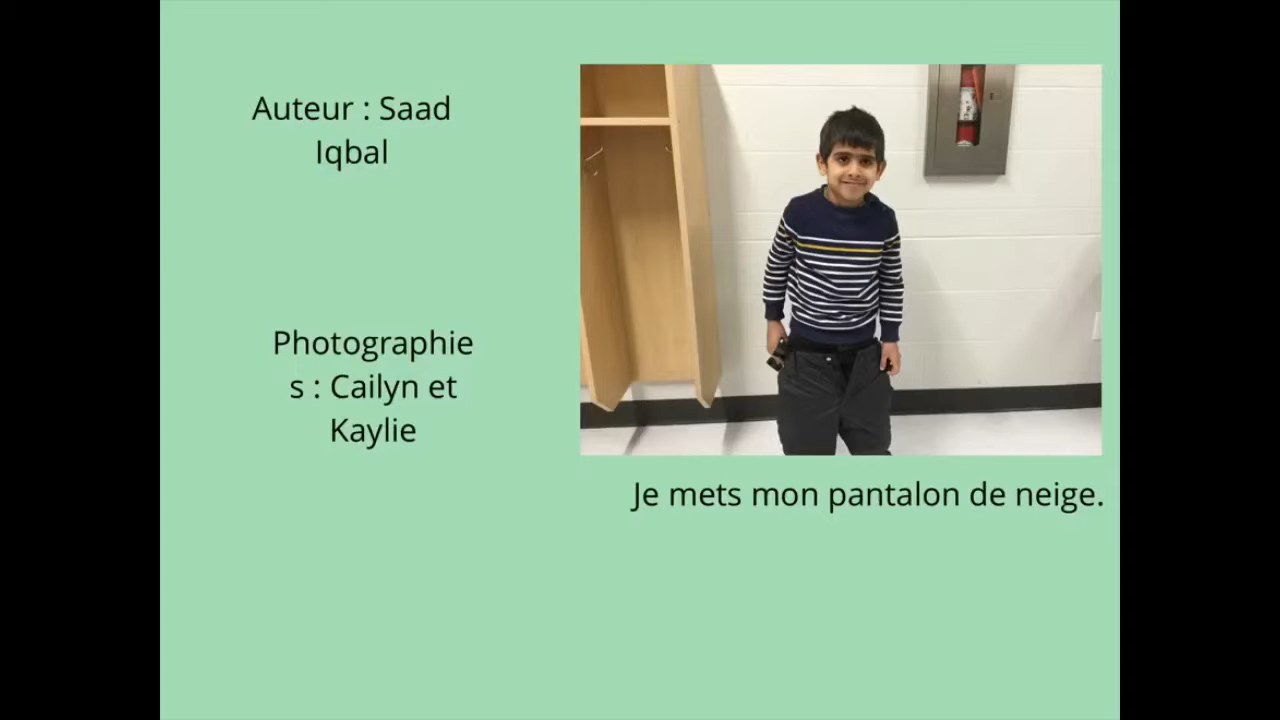 Auteur : Saad
Iqbal
Photographie
s : Cailyn et
Kaylie
Je mets mon pantalon de neige.